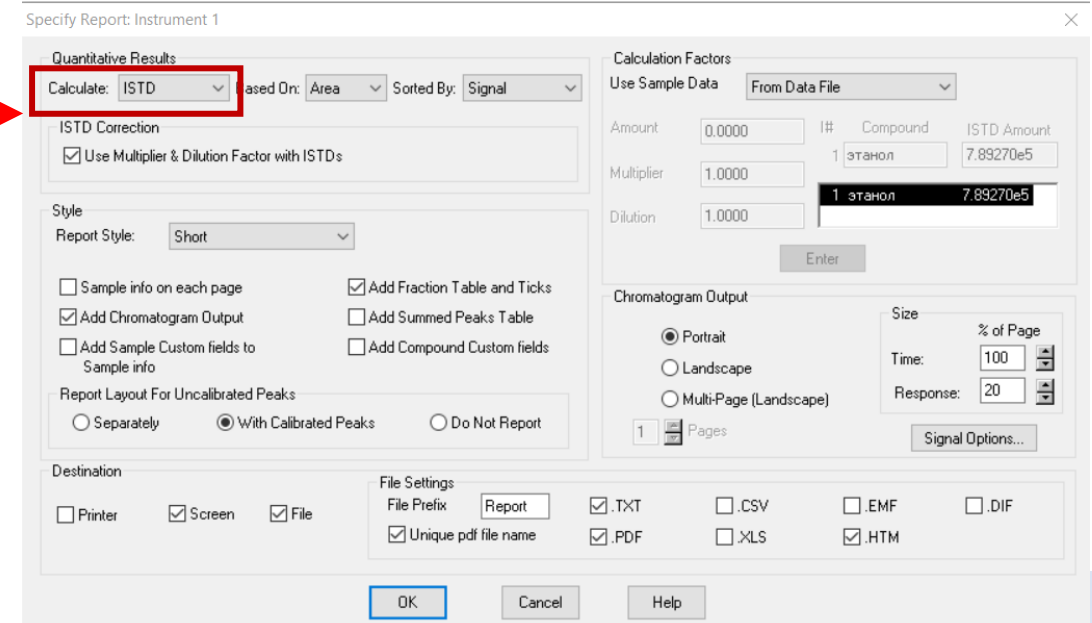 Specify Report: Instrument 1
Quantitative Results
Calculate: ISTD Based On: Area Sorted By: Signal
ISTD Correction
Use Multiplier & Dilution Factor with ISTDs
Style
Report Style: Short
Sample info on each page
Add Fraction Table and Ticks
Add Chromatogram Output
Add Summed Peaks Table
Add Sample Custom fields to
Sample info
Add Compound Custom fields
Report Layout For Uncalibrated Peaks
Separately With Calibrated Peaks Do Not Report
Calculation Factors
Use Sample Data From Data File
Amount 0.0000
Multiplier 1.0000
Dilution 1.0000
I# Compound ISTD Amount
1 этанол 7.89270e5
1 этанол 7.89270e5
Enter
Chromatogram Output
Portrait
Landscape
Multi-Page (Landscape)
1 Pages
Size
% of Page
Time: 100
Response: 20
Signal Options...
Destination
Printer Screen File
File Settings
File Prefix Report .TXT .CSV .EMF .DIF
Unique pdf file name .PDF .XLS .HTM
OK Cancel Help